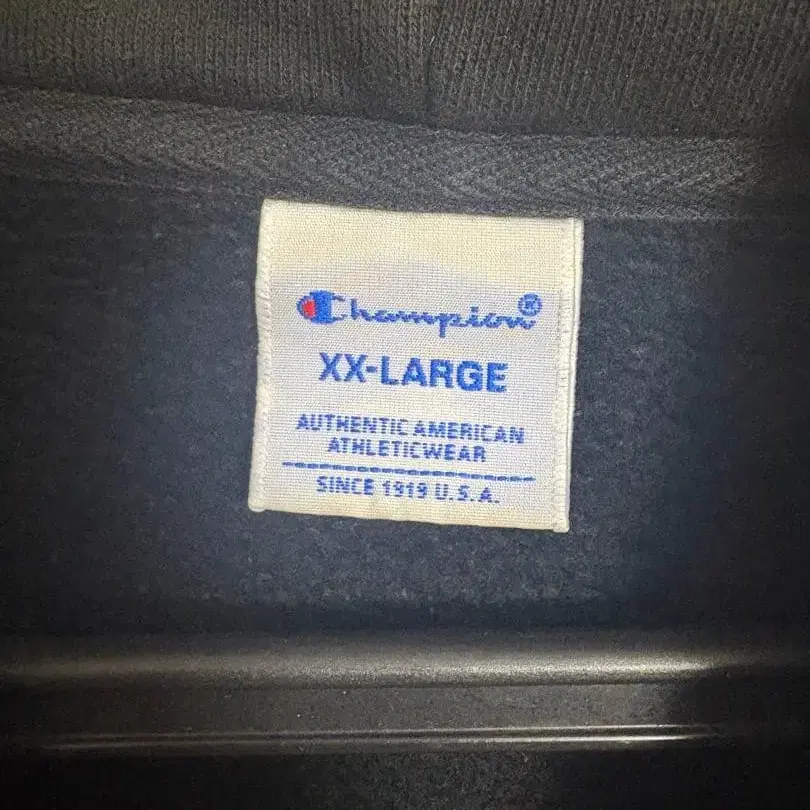 Champion®
XX-LARGE
AUTHENTIC AMERICAN
ATHLETICWEAR
SINCE 1919 U.S.A.